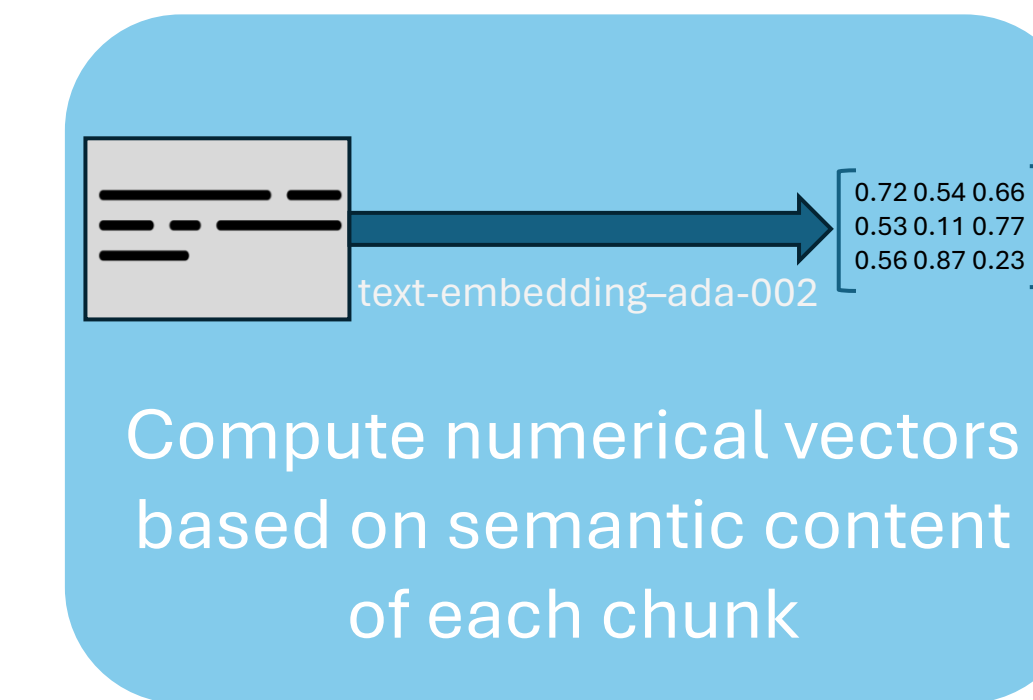 0.72 0.54 0.66
0.53 0.11 0.77
0.56 0.87 0.23
text-embedding–ada-002
Compute numerical vectors
based on semantic content
of each chunk